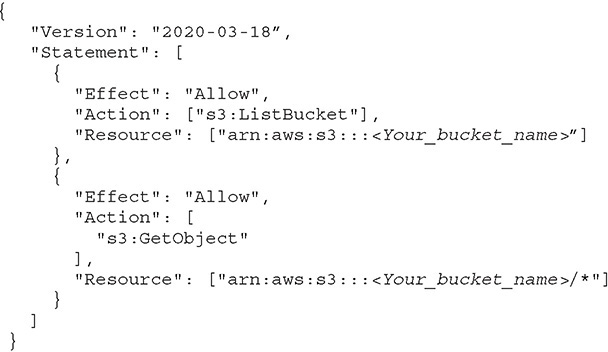 {
"Version": "2020-03-18”,
"Statement": [
{
"Effect": "Allow",
"Action": ["s3:ListBucket"],
"Resource": ["arn:aws:s3:::<Your_bucket_name>”]
},
{
"Effect": "Allow",
"Action": [
"s3:GetObject"
],
"Resource": ["arn:aws:s3:::<Your_bucket_name>/*"]
}
]
}